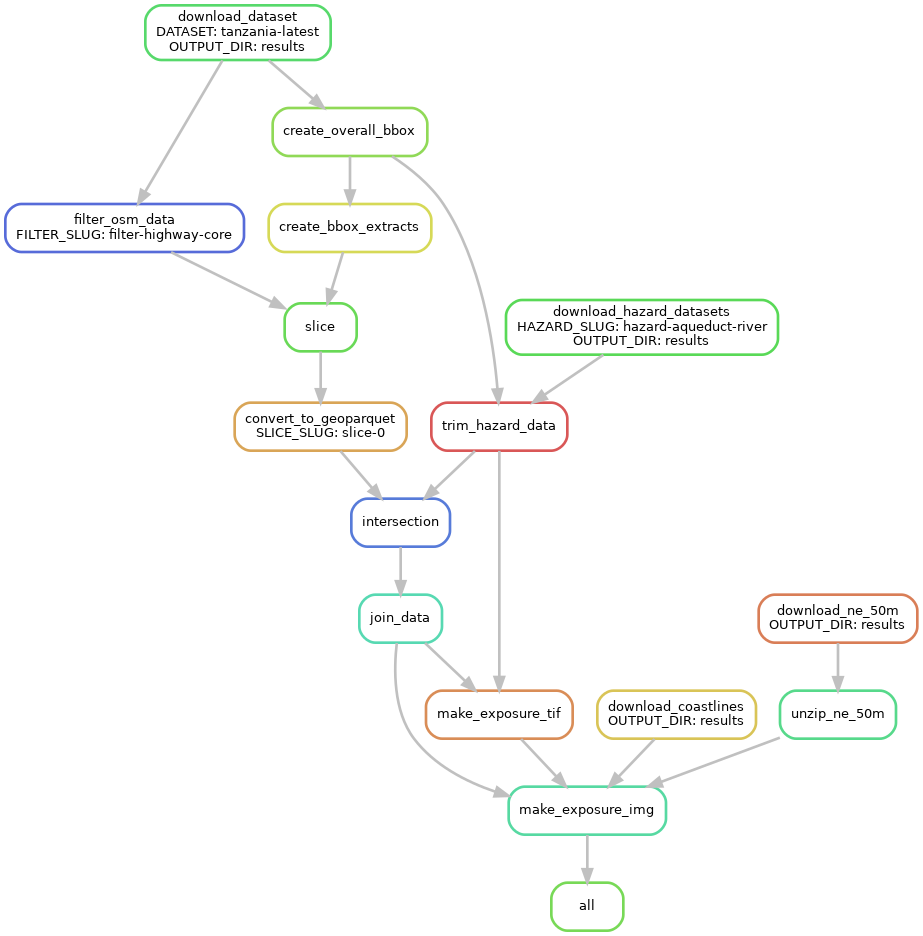 download_dataset
DATASET: tanzania-latest
OUTPUT_DIR: results
create_overall_bbox
filter_osm_data
FILTER_SLUG: filter-highway-core
create_bbox_extracts
slice
download_hazard_datasets
HAZARD_SLUG: hazard-aqueduct-river
OUTPUT_DIR: results
convert_to_geoparquet
SLICE_SLUG: slice-0
trim_hazard_data
intersection
join_data
download_ne_50m
OUTPUT_DIR: results
make_exposure_tif
download_coastlines
OUTPUT_DIR: results
unzip_ne_50m
make_exposure_img
all